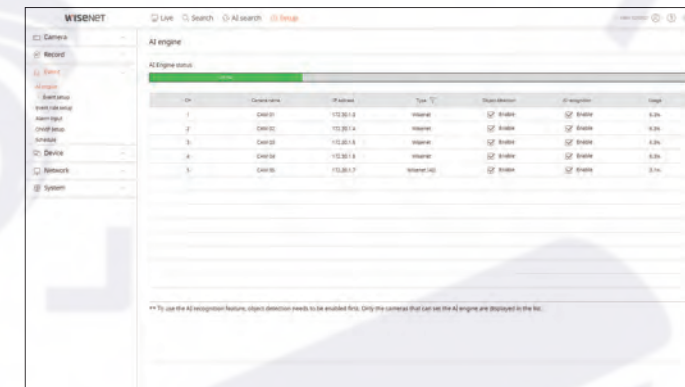 WISENET Live Search AI search Setup
Camera
Record
Event
AI engine
Event setup
Event rule setup
Alarm input
On/off setup
Schedule
Device
Network
System
AI engine
AI Engine status
CH Camera name IP address Type Object detection AI recognition Usage
1 CAM 01 Wisenet Enable Enable
2 CAM 02 Wisenet Enable Enable
3 CAM 03 Wisenet Enable Enable
4 CAM 04 Wisenet Enable Enable
5 CAM 05 Enable Enable
** To use the AI recognition feature, object detection needs to be enabled first. Only the cameras that can set the AI engine are displayed in the list.